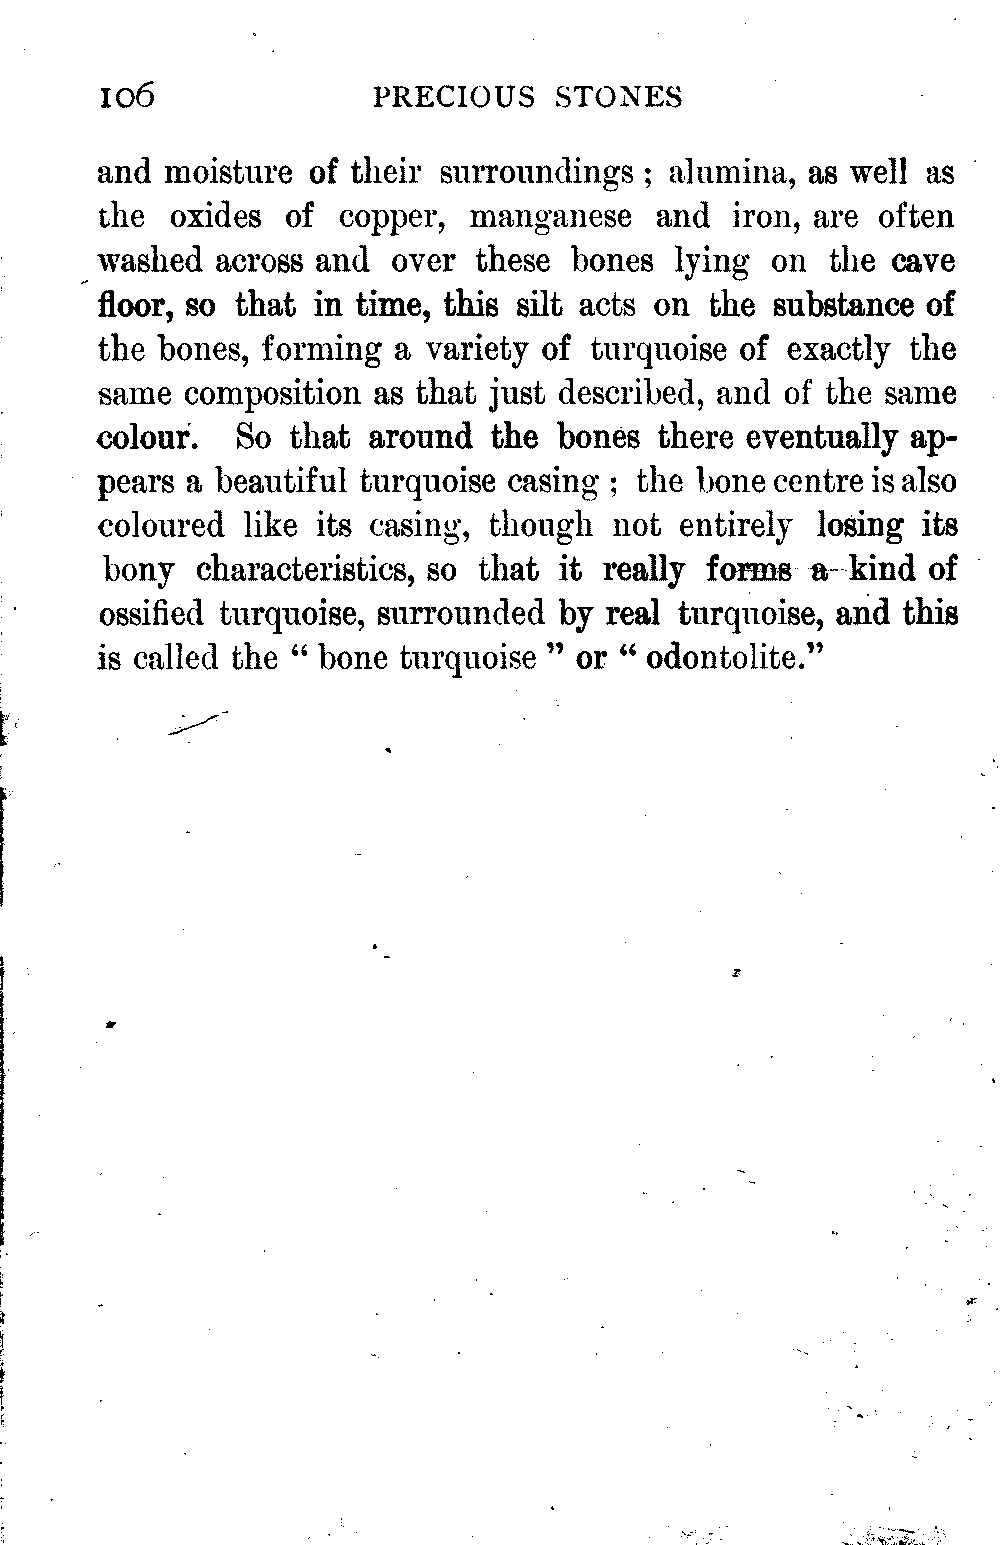 106 PRECIOUS STONES
and moisture of their surroundings ; alumina, as well as
the oxides of copper, manganese and iron, are often
washed across and over these bones lying on the cave
floor, so that in time, this silt acts on the substance of
the bones, forming a variety of turquoise of exactly the
same composition as that just described, and of the same
colour. So that around the bones there eventually ap-
pears a beautiful turquoise casing ; the bone centre is also
coloured like its casing, though not entirely losing its
bony characteristics, so that it really forms a kind of
ossified turquoise, surrounded by real turquoise, and this
is called the “ bone turquoise ” or “ odontolite.”